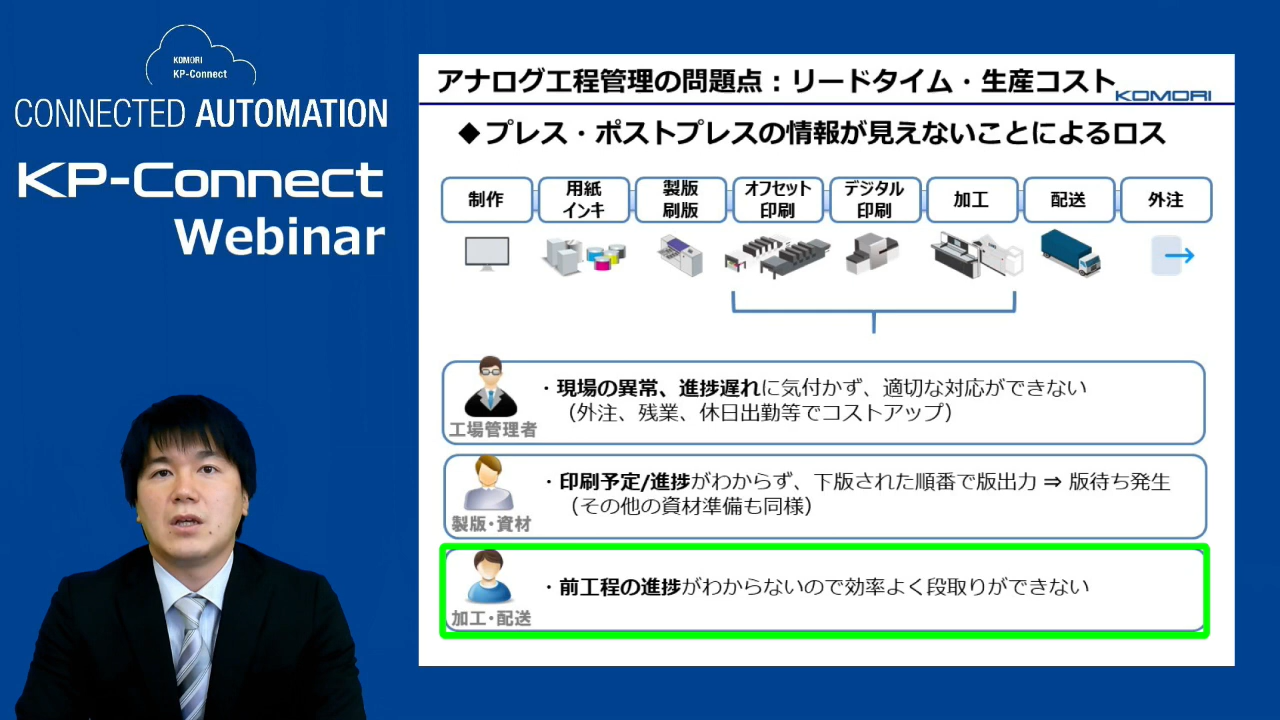 KOMORI
KP-Connect
CONNECTED AUTOMATION
KP-Connect
Webinar
アナログ工程管理の問題点：リードタイム・生産コスト
KOMORI
◆プレス・ポストプレスの情報が見えないことによるロス
制作
用紙
インキ
製版
刷版
オフセット
印刷
デジタル
印刷
加工
配送
外注
・現場の異常、進捗遅れに気付かず、適切な対応ができない
（外注、残業、休日出勤等でコストアップ）
工場管理者
・印刷予定/進捗がわからず、下版された順番で版出力 ⇒ 版待ち発生
（その他の資材準備も同様）
製版・資材
・前工程の進捗がわからないので効率よく段取りができない
加工・配送